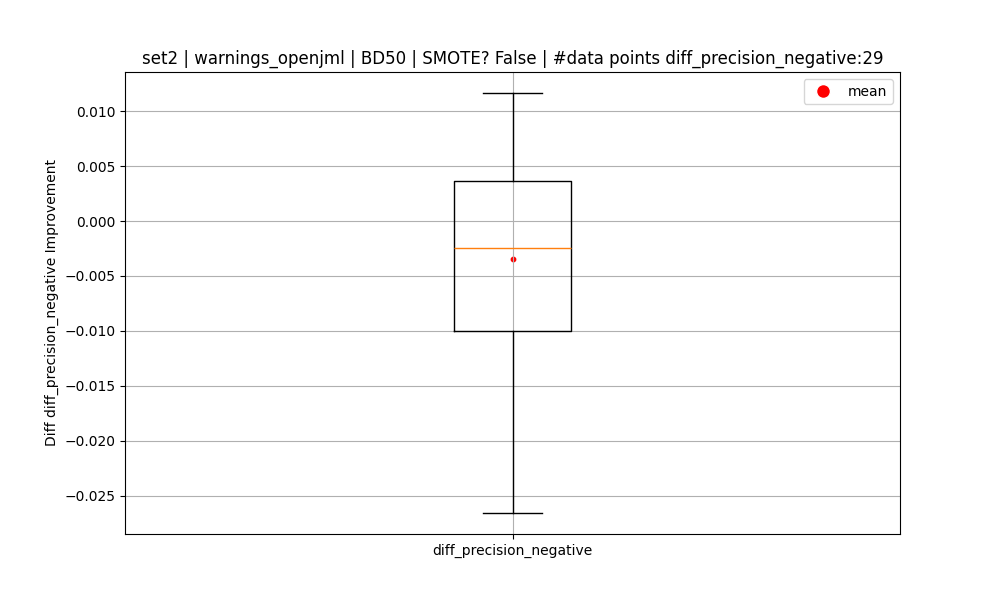 set2 | warnings_openjml | BD50 | SMOTE? False | #data points diff_precision_negative:29
mean
Diff diff_precision_negative Improvement
0.010
0.005
0.000
−0.005
−0.010
−0.015
−0.020
−0.025
diff_precision_negative